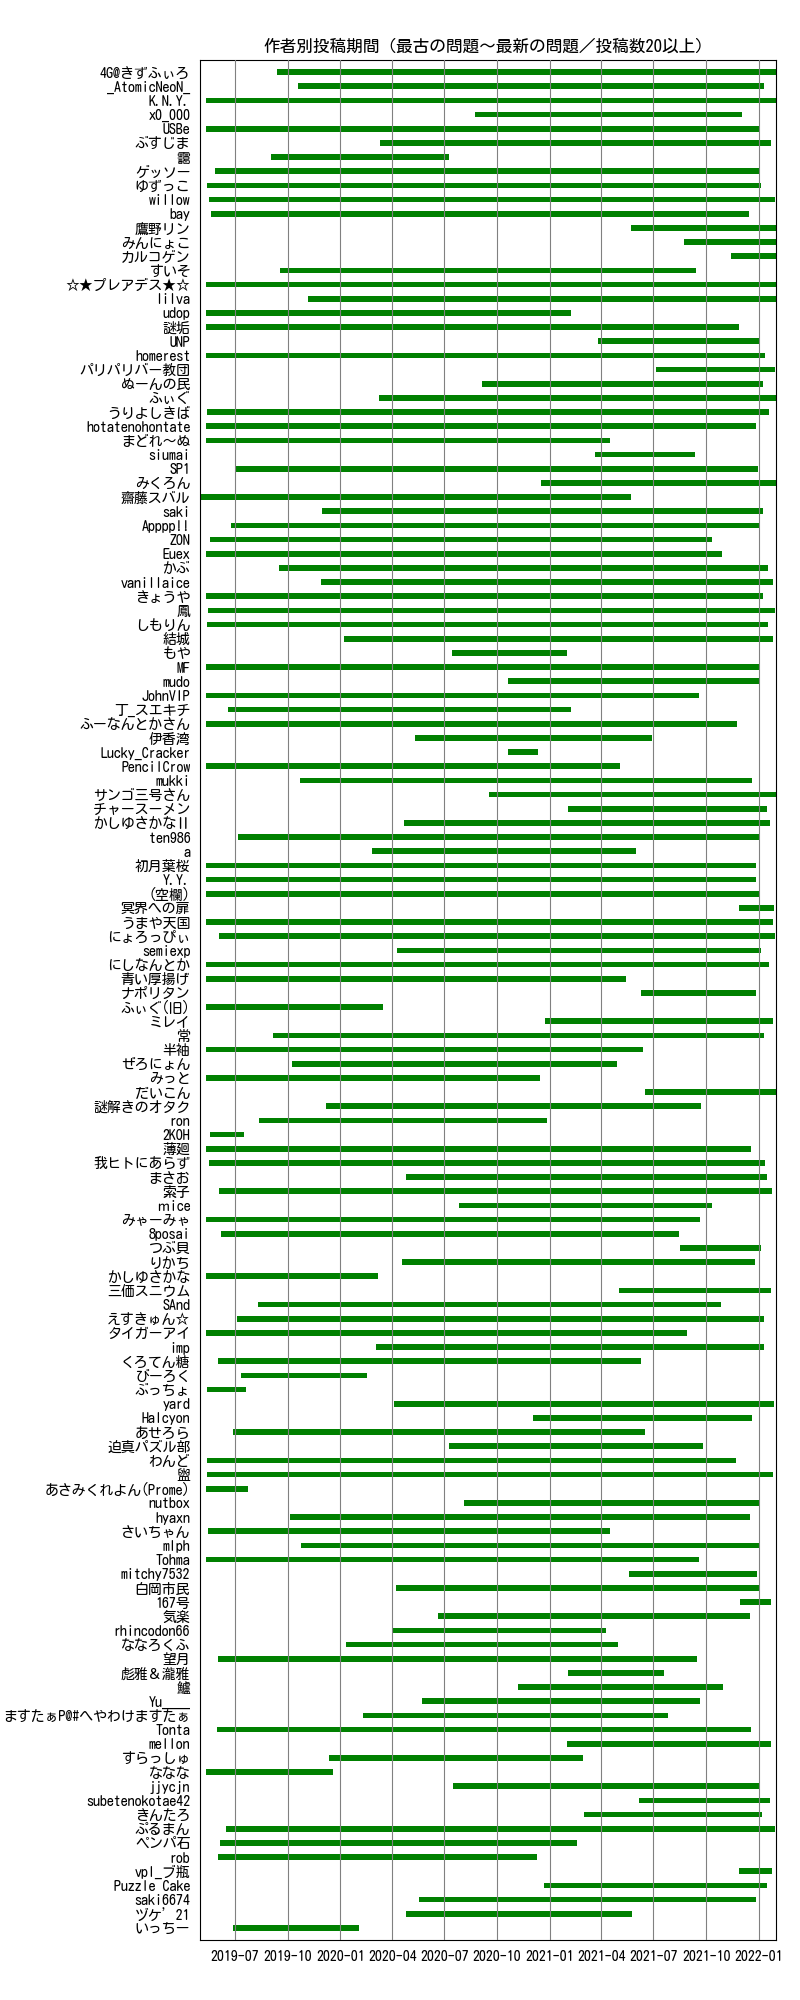 作者別投稿期間（最古の問題～最新の問題／投稿数20以上）
4G@きずふぃろ
_AtomicNeoN_
K.N.Y.
x0_000
USBe
ぶすじま
靄
ゲッソー
ゆずっこ
willow
bay
鷹野リン
みんにょこ
カルコゲン
すいそ
☆★プレアデス★☆
lilva
udop
謎垢
UNP
homerest
パリパリバー教団
ぬーんの民
ふぃぐ
うりよしきば
hotatenohontate
まどれ～ぬ
siumai
SP1
みくろん
齋藤スバル
saki
Appppll
ZON
Euex
かぶ
vanillaice
きょうや
鳳
しもりん
結城
もや
MF
mudo
JohnVIP
丁_スエキチ
ふーなんとかさん
伊香湾
Lucky_Cracker
PencilCrow
mukki
サンゴ三号さん
チャースーメン
かしゆさかなII
ten986
a
初月葉桜
Y.Y.
(空欄)
冥界への扉
うまや天国
にょろっぴぃ
semiexp
にしなんとか
青い厚揚げ
ナポリタン
ふぃぐ(旧)
ミレイ
常
半袖
ぜろにょん
みっと
だいこん
謎解きのオタク
ron
2KOH
薄廻
我ヒトにあらず
まさお
索子
mice
みゃーみゃ
8posai
つぶ貝
りかち
かしゆさかな
三価スニウム
SAnd
えすきゅん☆
タイガーアイ
imp
くろてん糖
びーろく
ぶっちょ
yard
Halcyon
あせろら
迫真パズル部
わんど
盥
あさみくれよん(Prome)
nutbox
hyaxn
さいちゃん
mlph
Tohma
mitchy7532
白岡市民
167号
気楽
rhincodon66
ななろくふ
望月
彪雅＆瀧雅
鱸
Yu____
ますたぁP@#へやわけますたぁ
Tonta
mellon
すらっしゅ
ななな
jjycjn
subetenokotae42
きんたろ
ぷるまん
ペンパ石
rob
vpl_ブ瓶
Puzzle Cake
saki6674
ヅケ’21
いっちー
2019-07 2019-10 2020-01 2020-04 2020-07 2020-10 2021-01 2021-04 2021-07 2021-10 2022-01